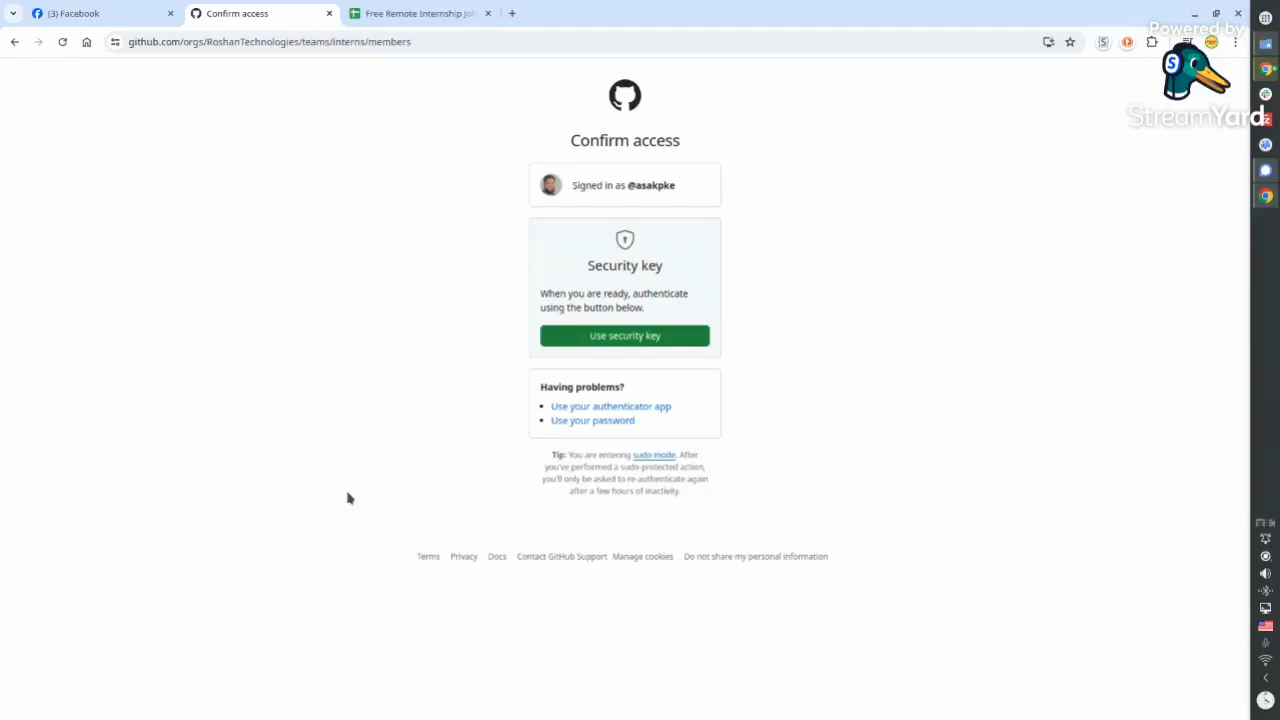 (3) Facebook
Confirm access
Free Remote Internship Jo
github.com/orgs/RoshanTechnologies/teams/interns/members
Powered by
S
StreamYard
Confirm access
Signed in as @asakpke
Security key
When you are ready, authenticate
using the button below.
Use security key
Having problems?
• Use your authenticator app
• Use your password
Tip: You are entering sudo mode. After
you've performed a sudo-protected action,
you'll only be asked to re-authenticate again
after a few hours of inactivity.
Terms Privacy Docs Contact GitHub Support Manage cookies Do not share my personal information